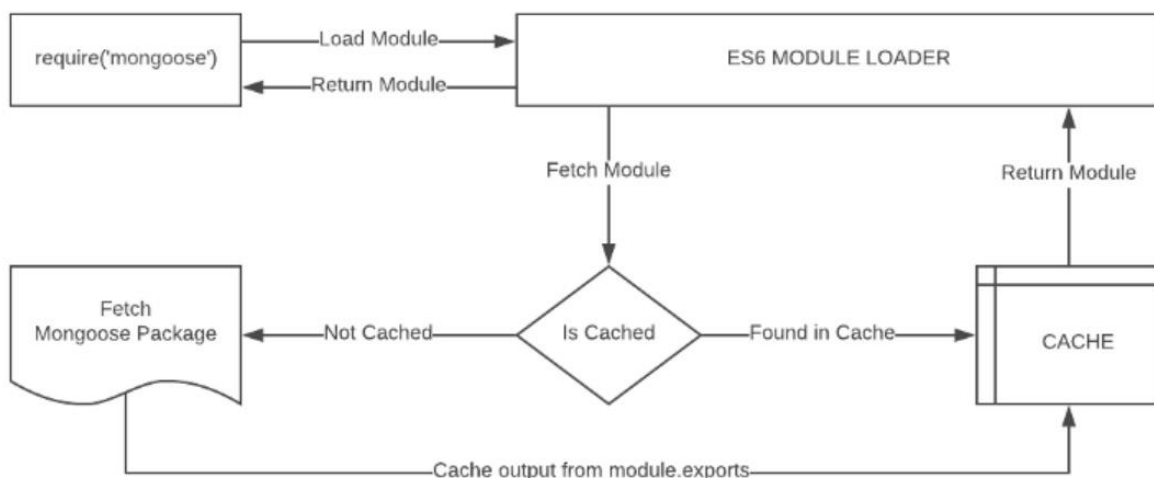 require('mongoose')
Load Module
Return Module
ES6 MODULE LOADER
Fetch Module
Return Module
Fetch
Mongoose Package
Not Cached
Is Cached
Found in Cache
CACHE
Cache output from module.exports